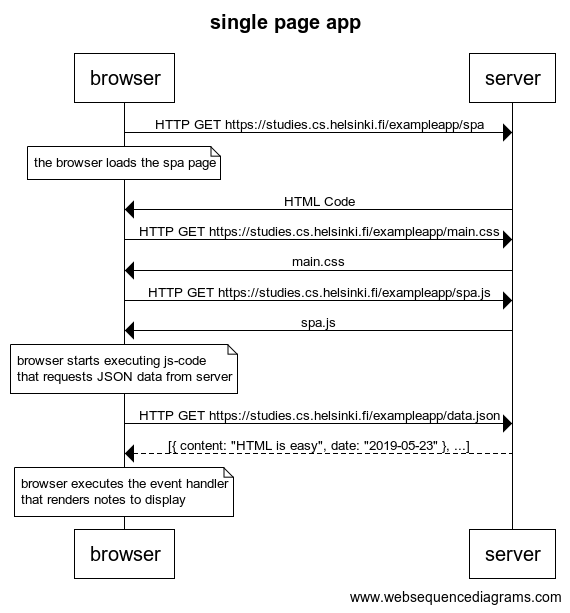 single page app
browser
server
HTTP GET https://studies.cs.helsinki.fi/exampleapp/spa
the browser loads the spa page
HTML Code
HTTP GET https://studies.cs.helsinki.fi/exampleapp/main.css
main.css
HTTP GET https://studies.cs.helsinki.fi/exampleapp/spa.js
spa.js
browser starts executing js-code
that requests JSON data from server
HTTP GET https://studies.cs.helsinki.fi/exampleapp/data.json
[{ content: "HTML is easy", date: "2019-05-23" }, ...]
browser executes the event handler
that renders notes to display
browser
server
www.websequencediagrams.com